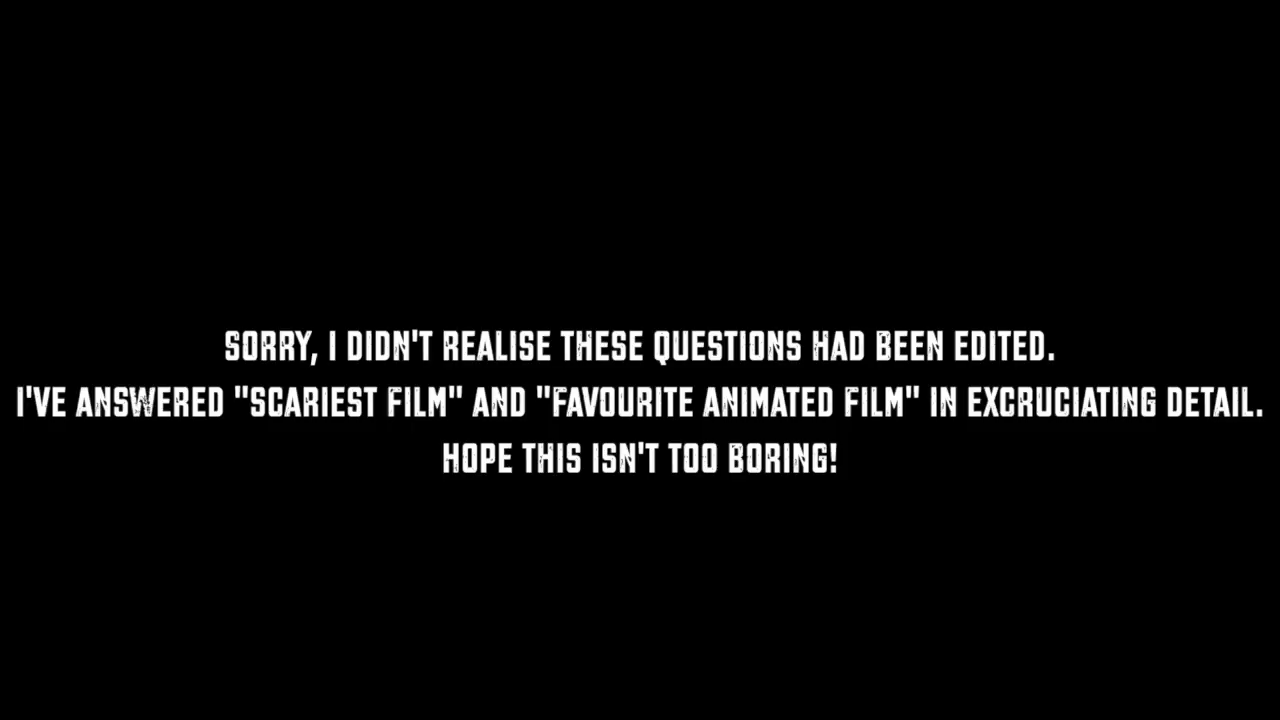 SORRY, I DIDN'T REALISE THESE QUESTIONS HAD BEEN EDITED.
I'VE ANSWERED "SCARIEST FILM" AND "FAVOURITE ANIMATED FILM" IN EXCRUCIATING DETAIL.
HOPE THIS ISN'T TOO BORING!